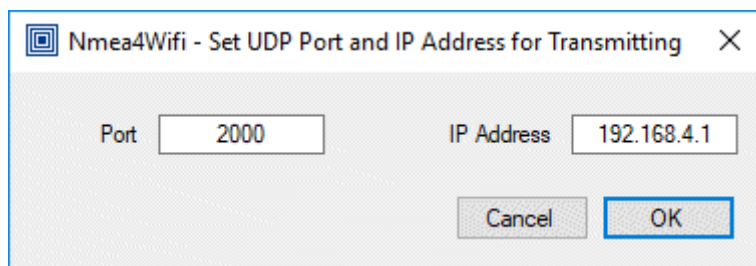 Nmea4Wifi - Set UDP Port and IP Address for Transmitting
Port 2000 IP Address 192.168.4.1
Cancel OK